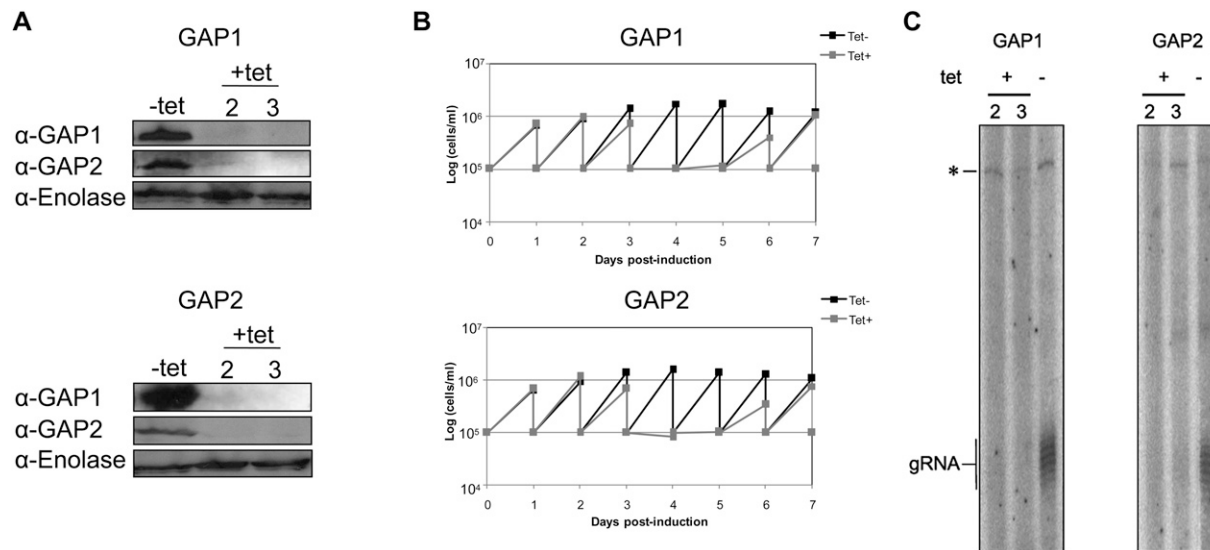 A
GAP1
+tet
-tet 2 3
α-GAP1
α-GAP2
α-Enolase
GAP2
+tet
-tet 2 3
α-GAP1
α-GAP2
α-Enolase
B
GAP1
Tet-
Tet+
Log (cells/ml)
10⁷
10⁶
10⁵
10⁴
0 1 2 3 4 5 6 7
Days post-induction
GAP2
Tet-
Tet+
Log (cells/ml)
10⁷
10⁶
10⁵
10⁴
0 1 2 3 4 5 6 7
Days post-induction
C
GAP1 GAP2
tet + - + -
2 3 2 3
*
gRNA